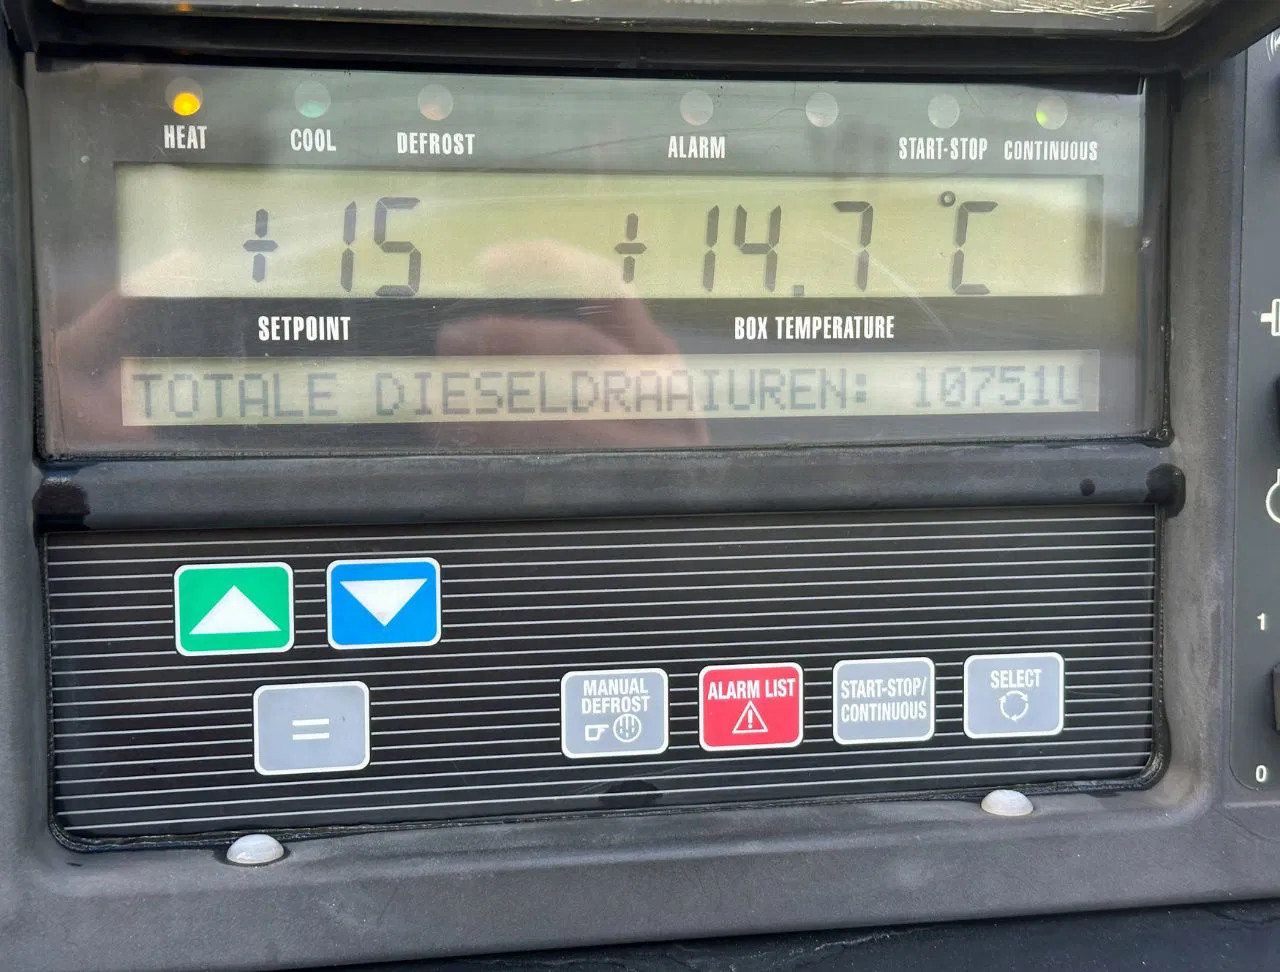 HEAT COOL DEFROST ALARM START-STOP CONTINUOUS
+15 +14.7 °C
SETPOINT BOX TEMPERATURE
TOTALE DIESELDRAAIUREN: 10751U
MANUAL DEFROST
ALARM LIST
START-STOP/
CONTINUOUS
SELECT
=
1
0